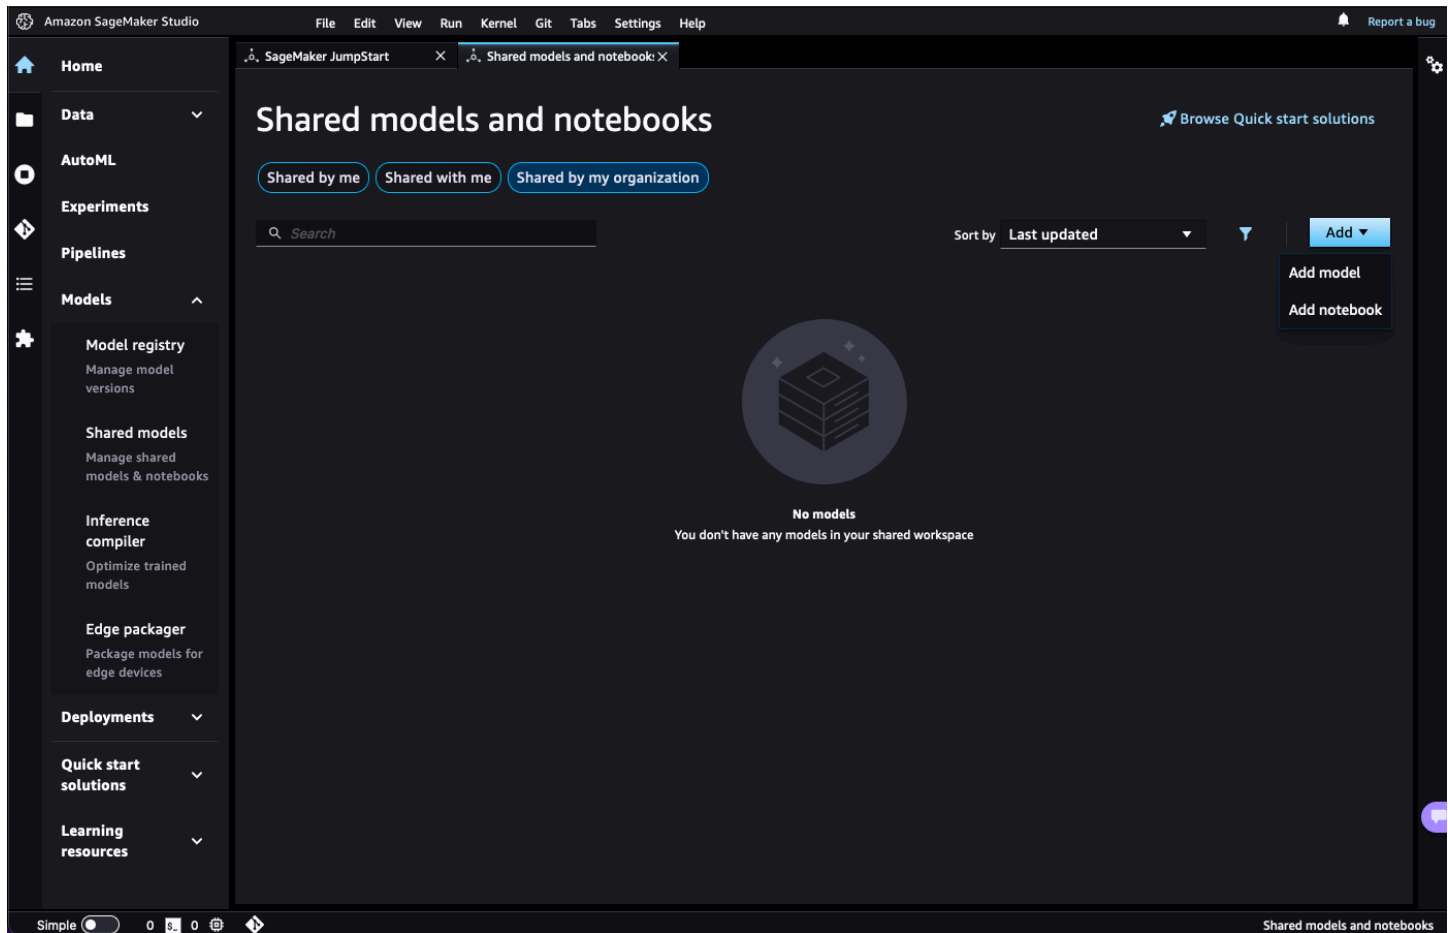 Amazon SageMaker Studio
File Edit View Run Kernel Git Tabs Settings Help
Report a bug
SageMaker JumpStart
Shared models and notebook
Home
Data
AutoML
Experiments
Pipelines
Models
Model registry
Manage model
versions
Shared models
Manage shared
models & notebooks
Inference
compiler
Optimize trained
models
Edge packager
Package models for
edge devices
Deployments
Quick start
solutions
Learning
resources
Shared models and notebooks
Browse Quick start solutions
Shared by me
Shared with me
Shared by my organization
Search
Sort by Last updated
Add
Add model
Add notebook
No models
You don't have any models in your shared workspace
Simple 0 $_ 0
Shared models and notebooks